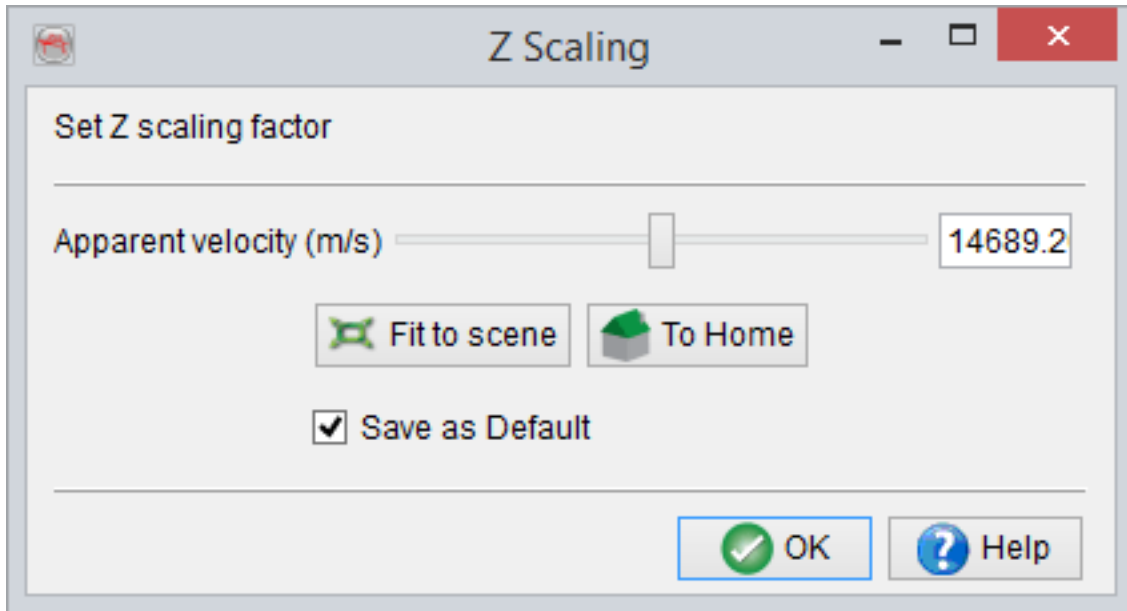 Z Scaling
Set Z scaling factor
Apparent velocity (m/s) 14689.2
Fit to scene To Home
Save as Default
OK Help